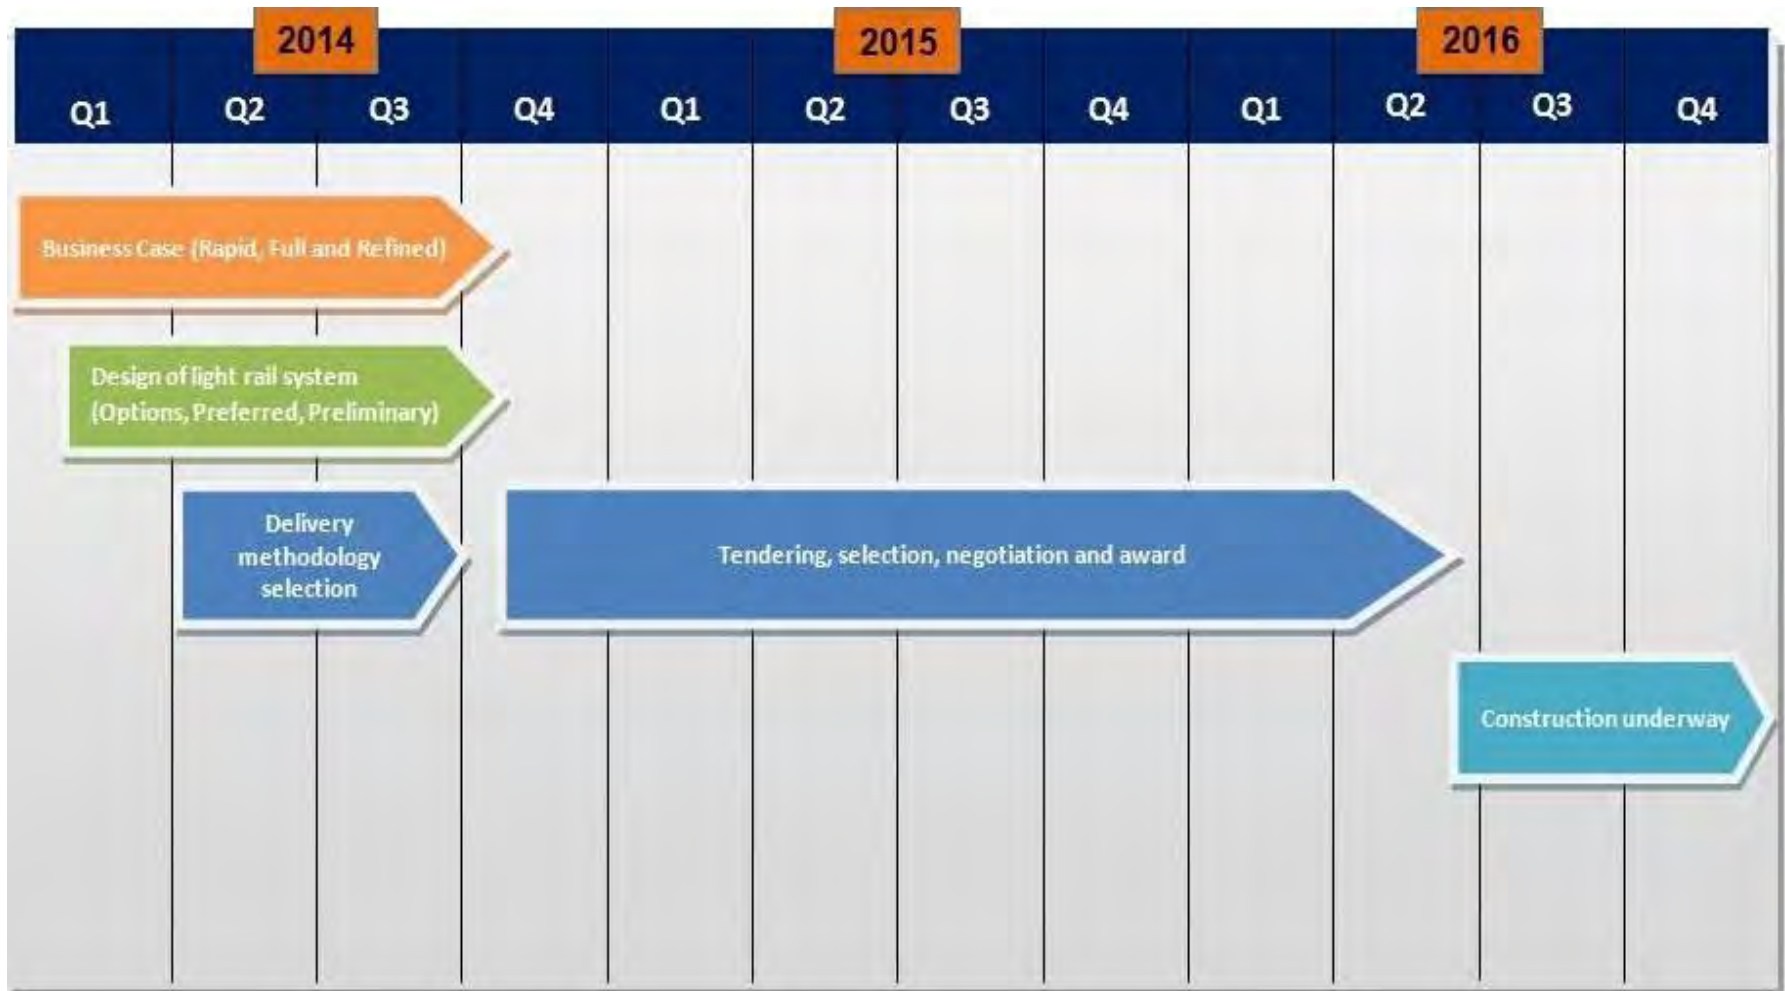 2014 2015 2016
Q1 Q2 Q3 Q4 Q1 Q2 Q3 Q4 Q1 Q2 Q3 Q4
Business Case (Rapid, Full and Refined)
Design of light rail system
(Options, Preferred, Preliminary)
Delivery
methodology
selection
Tendering, selection, negotiation and award
Construction underway